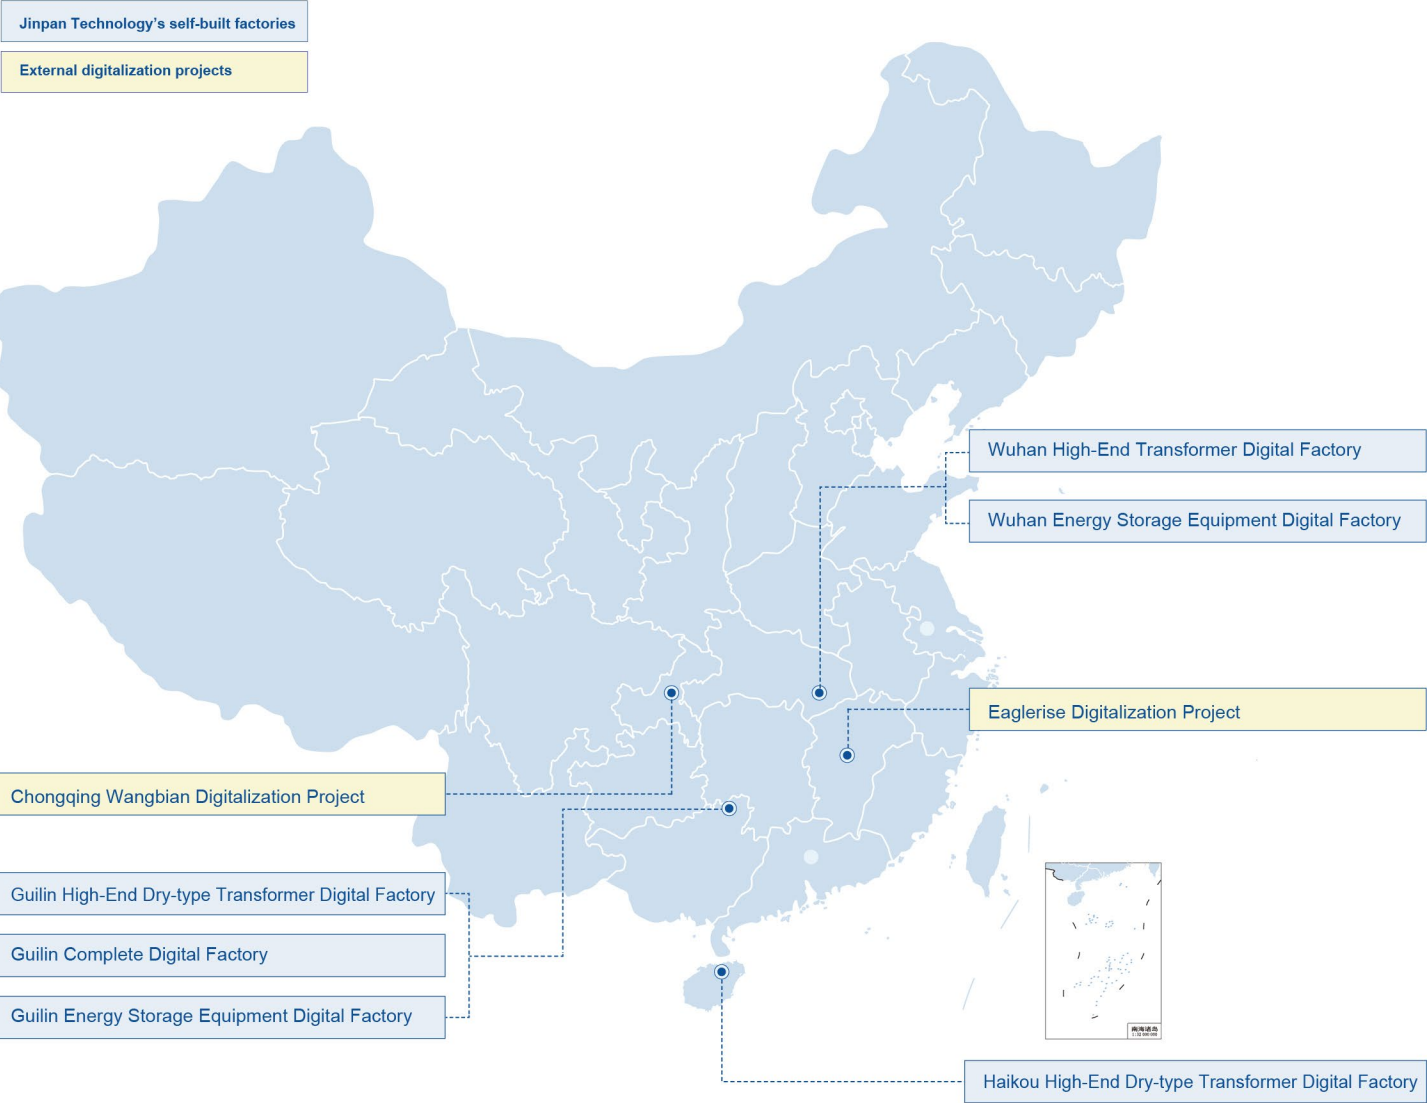 Jinpan Technology’s self-built factories
External digitalization projects
Wuhan High-End Transformer Digital Factory
Wuhan Energy Storage Equipment Digital Factory
Eaglerise Digitalization Project
Chongqing Wangbian Digitalization Project
Guilin High-End Dry-type Transformer Digital Factory
Guilin Complete Digital Factory
Guilin Energy Storage Equipment Digital Factory
南海诸岛
Haikou High-End Dry-type Transformer Digital Factory